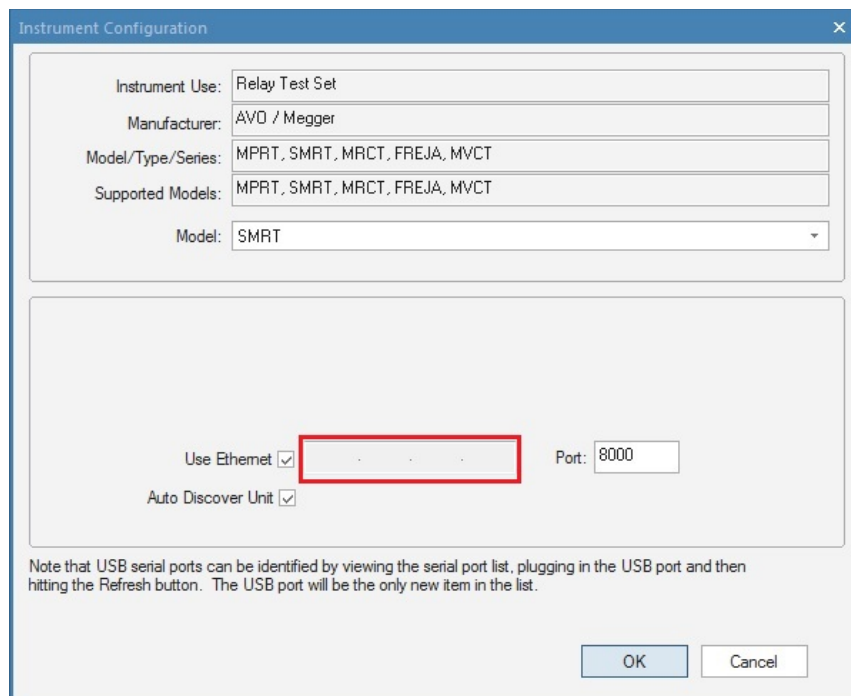 Instrument Configuration
Instrument Use: Relay Test Set
Manufacturer: AVO / Megger
Model/Type/Series: MPRT, SMRT, MRCT, FREJA, MVCT
Supported Models: MPRT, SMRT, MRCT, FREJA, MVCT
Model: SMRT
Use Ethernet . . . Port: 8000
Auto Discover Unit
Note that USB serial ports can be identified by viewing the serial port list, plugging in the USB port and then
hitting the Refresh button. The USB port will be the only new item in the list.
OK Cancel